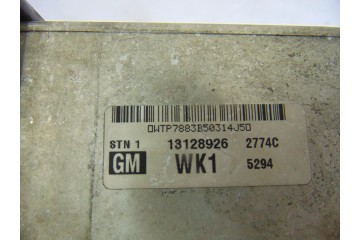 DWTP7883B50314J5D
STN 1 13128926 2774C
GM WK1 5294